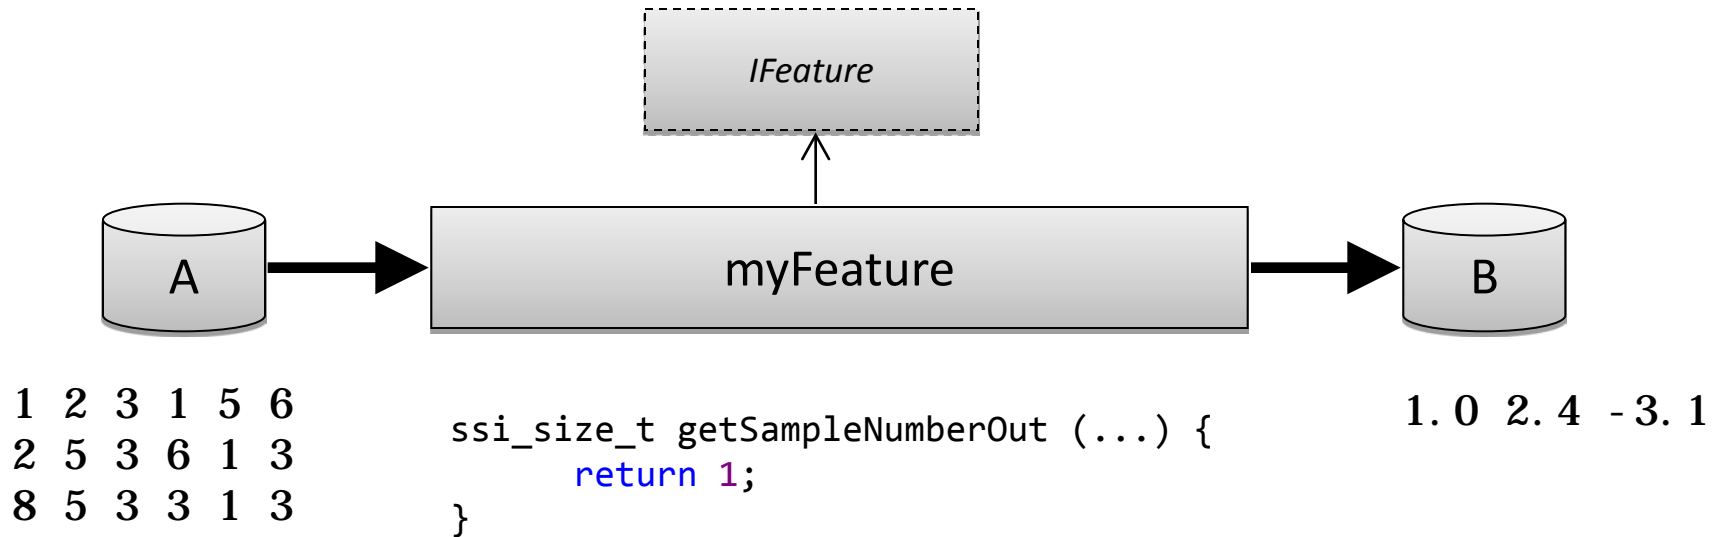 IFeature
A
myFeature
B
1 2 3 1 5 6
2 5 3 6 1 3
8 5 3 3 1 3
ssi_size_t getSampleNumberOut (...) {
return 1;
}
1.0 2.4 -3.1